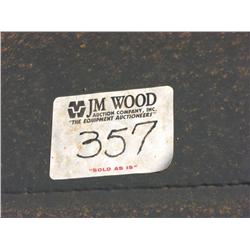 JM WOOD
AUCTION COMPANY, INC.
"THE EQUIPMENT AUCTIONEERS"
357
"SOLD AS IS"